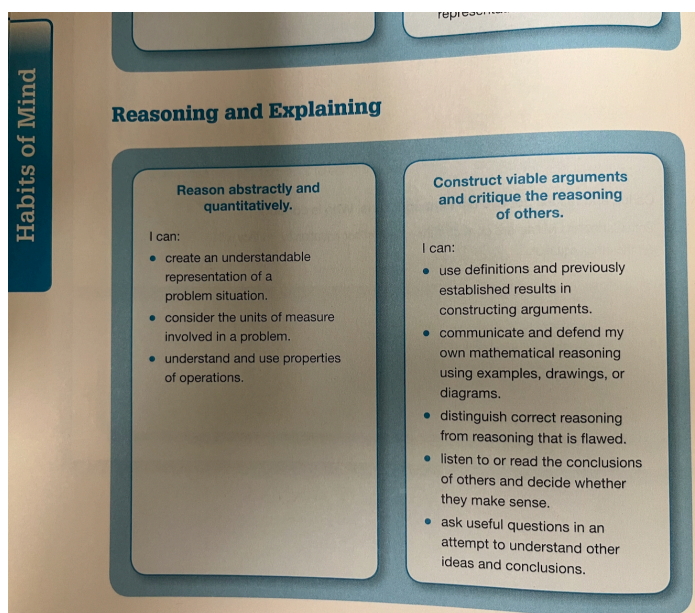 Habits of Mind
Reasoning and Explaining
Reason abstractly and
quantitatively.
I can:
• create an understandable
representation of a
problem situation.
• consider the units of measure
involved in a problem.
• understand and use properties
of operations.
Construct viable arguments
and critique the reasoning
of others.
I can:
• use definitions and previously
established results in
constructing arguments.
• communicate and defend my
own mathematical reasoning
using examples, drawings, or
diagrams.
• distinguish correct reasoning
from reasoning that is flawed.
• listen to or read the conclusions
of others and decide whether
they make sense.
• ask useful questions in an
attempt to understand other
ideas and conclusions.